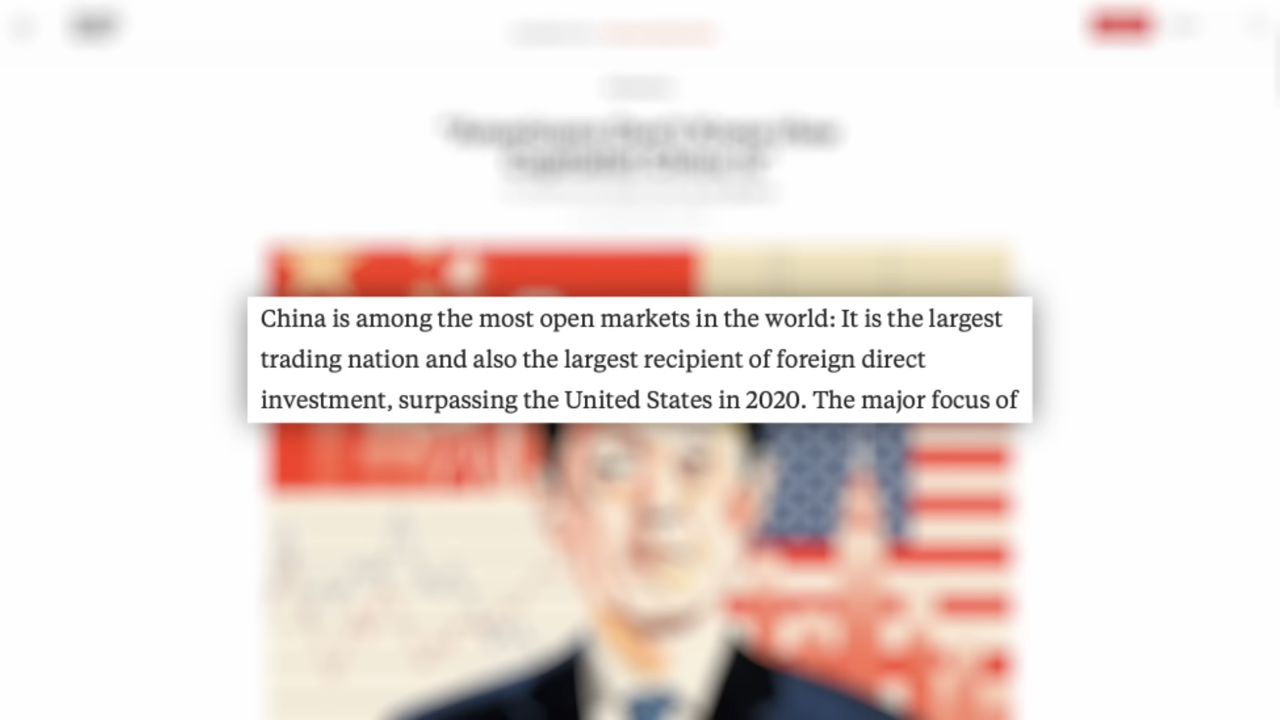 China is among the most open markets in the world: It is the largest
trading nation and also the largest recipient of foreign direct
investment, surpassing the United States in 2020. The major focus of